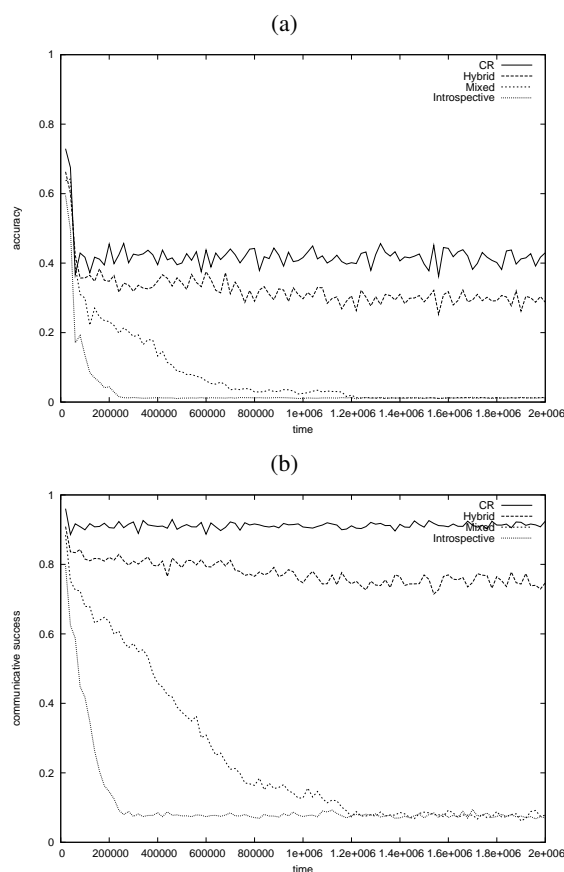 (a)
1
0.8
0.6
0.4
0.2
0
accuracy
CR
Hybrid
Mixed
Introspective
0 200000 400000 600000 800000 1e+006 1.2e+006 1.4e+006 1.6e+006 1.8e+006 2e+006
time
(b)
1
0.8
0.6
0.4
0.2
0
communicative success
CR
Hybrid
Mixed
Introspective
0 200000 400000 600000 800000 1e+006 1.2e+006 1.4e+006 1.6e+006 1.8e+006 2e+006
time